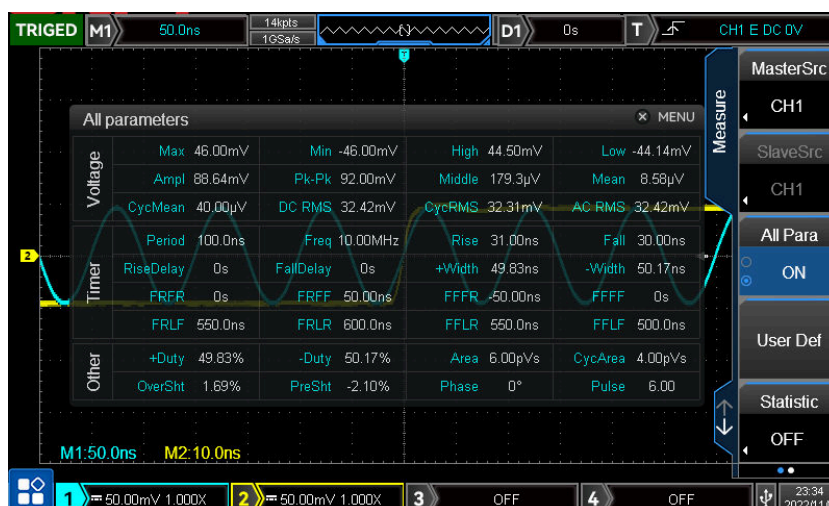 TRIGED M1 50.0ns 14kpts 1GSa/s D1 0s T CH1 E DC 0V
T
MasterSrc
CH1
Measure
SlaveSrc
CH1
All Para
ON
User Def
Statistic
OFF
All parameters × MENU
Voltage
Max 46.00mV Min -46.00mV High 44.50mV Low -44.14mV
Ampl 88.64mV Pk-Pk 92.00mV Middle 179.3µV Mean 8.58µV
CycMean 40.00µV DC RMS 32.42mV CycRMS 32.31mV AC RMS 32.42mV
Timer
Period 100.0ns Freq 10.00MHz Rise 31.00ns Fall 30.00ns
RiseDelay 0s FallDelay 0s +Width 49.83ns -Width 50.17ns
FRFR 0s FRFF 50.00ns FFFR -50.00ns FFFF 0s
FRLF 550.0ns FRLR 600.0ns FFLR 550.0ns FFLF 500.0ns
Other
+Duty 49.83% -Duty 50.17% Area 6.00pVs CycArea 4.00pVs
OverSht 1.69% PreSht -2.10% Phase 0° Pulse 6.00
2
M1:50.0ns M2:10.0ns
1 50.00mV 1.000X 2 50.00mV 1.000X 3 OFF 4 OFF 23:34